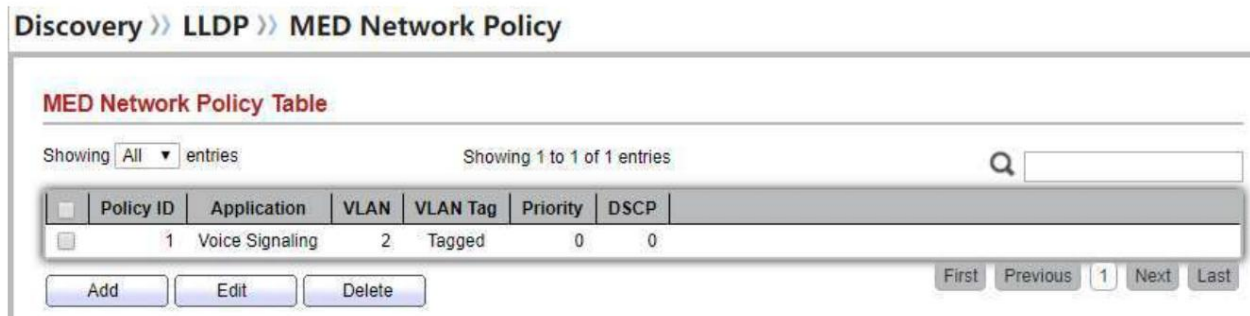 Discovery » LLDP » MED Network Policy
MED Network Policy Table
Showing All entries Showing 1 to 1 of 1 entries
Policy ID Application VLAN VLAN Tag Priority DSCP
1 Voice Signaling 2 Tagged 0 0
Add Edit Delete First Previous 1 Next Last